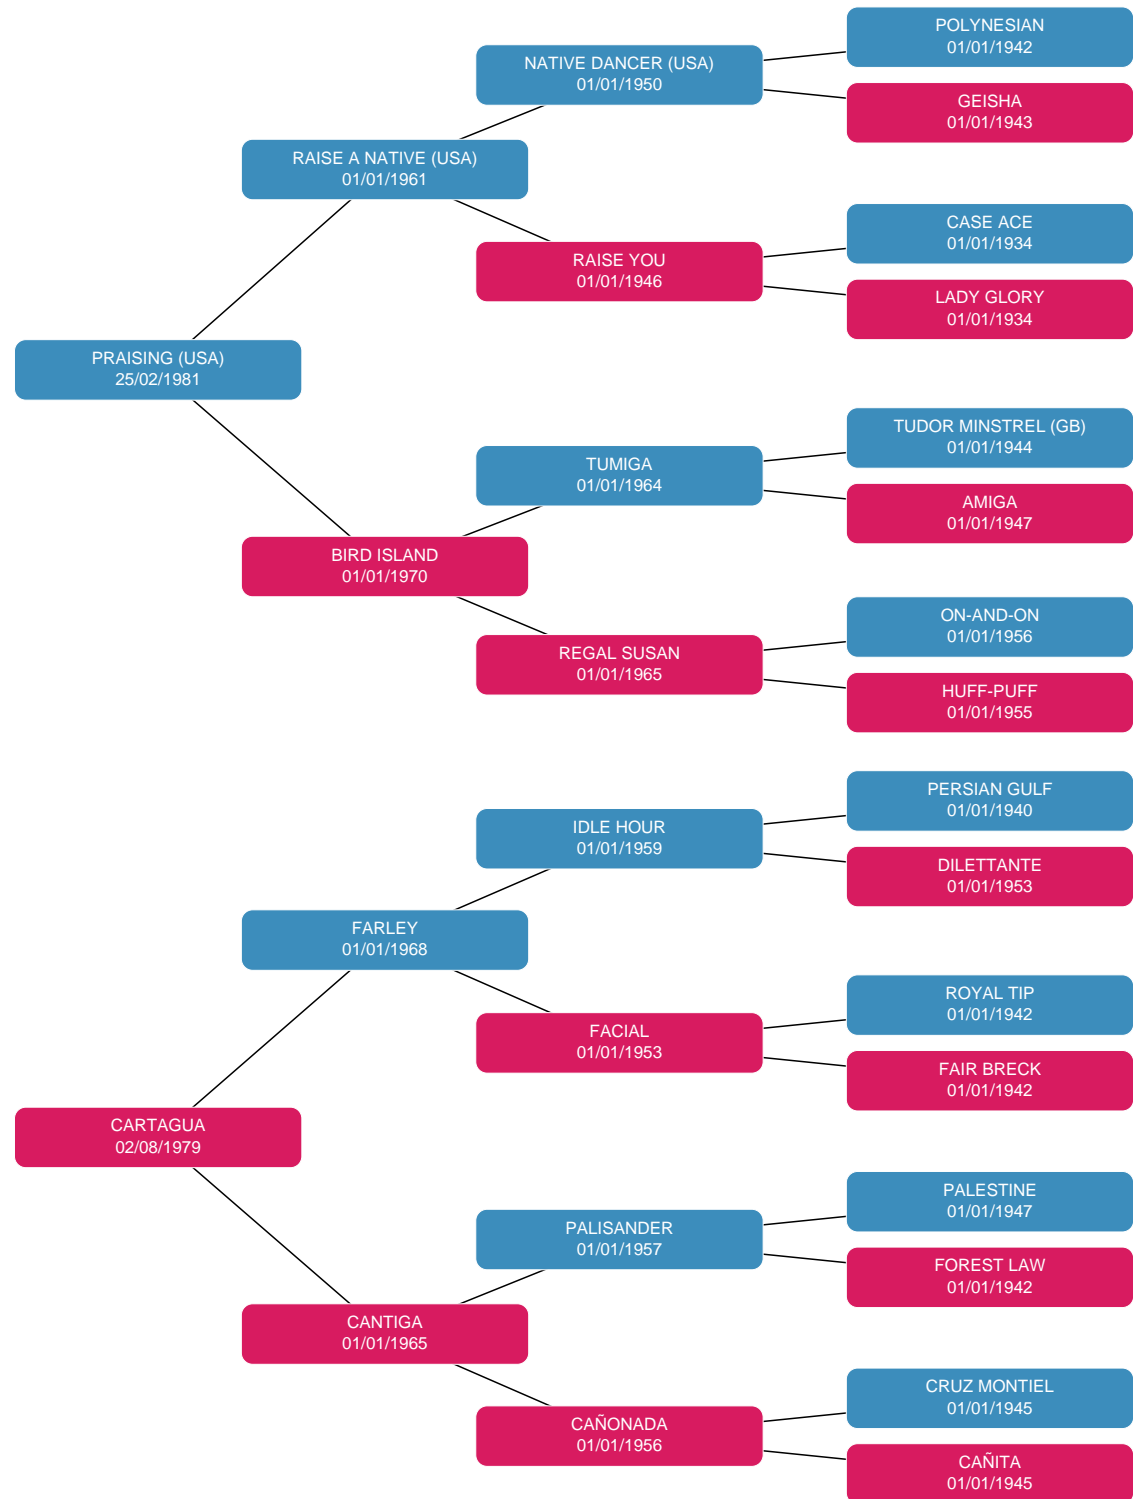 POLYNESIAN
01/01/1942
NATIVE DANCER (USA)
01/01/1950
GEISHA
01/01/1943
RAISE A NATIVE (USA)
01/01/1961
CASE ACE
01/01/1934
RAISE YOU
01/01/1946
LADY GLORY
01/01/1934
PRAISING (USA)
25/02/1981
TUDOR MINSTREL (GB)
01/01/1944
TUMIGA
01/01/1964
AMIGA
01/01/1947
BIRD ISLAND
01/01/1970
ON-AND-ON
01/01/1956
REGAL SUSAN
01/01/1965
HUFF-PUFF
01/01/1955
PERSIAN GULF
01/01/1940
IDLE HOUR
01/01/1959
DILETTANTE
01/01/1953
FARLEY
01/01/1968
ROYAL TIP
01/01/1942
FACIAL
01/01/1953
FAIR BRECK
01/01/1942
CARTAGUA
02/08/1979
PALESTINE
01/01/1947
PALISANDER
01/01/1957
FOREST LAW
01/01/1942
CANTIGA
01/01/1965
CRUZ MONTIEL
01/01/1945
CAÑONADA
01/01/1956
CAÑITA
01/01/1945